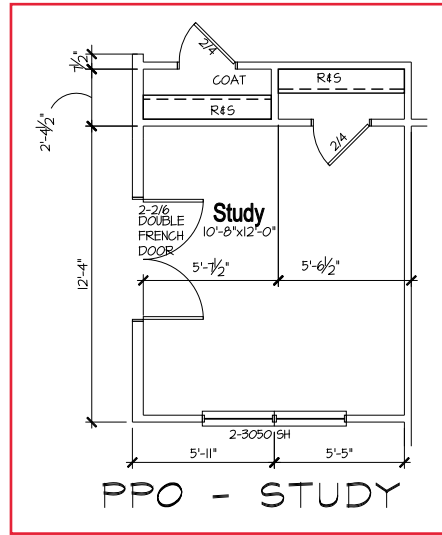 2/4
7 1/2"
COAT
R&S
R&S
2'-4 1/2"
2/4
2-2/6
DOUBLE
FRENCH
DOOR
Study
10'-8"x12'-0"
5'-7 1/2"
5'-6 1/2"
12'-4"
2-3050 SH
5'-11"
5'-5"
PPO - STUDY